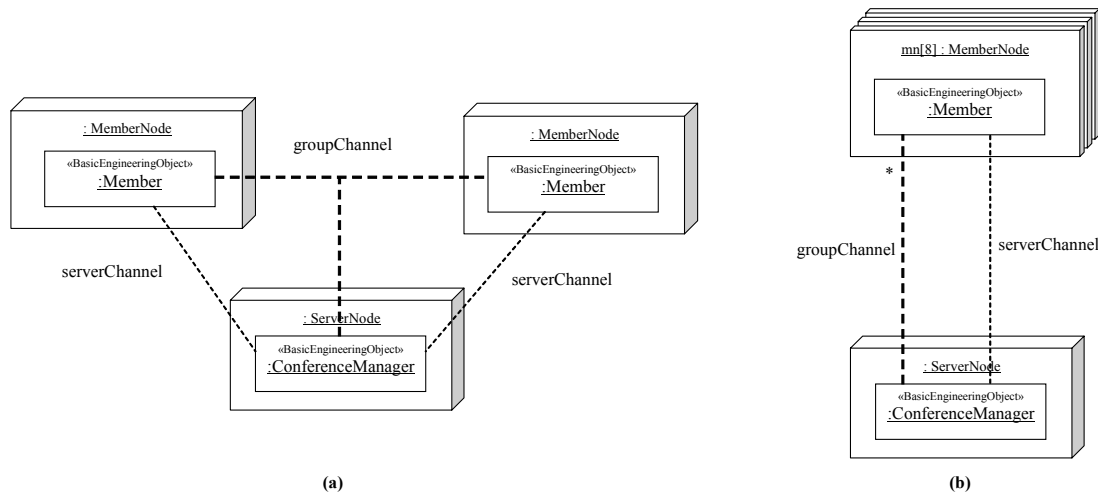 : MemberNode
«BasicEngineeringObject»
:Member
groupChannel
: MemberNode
«BasicEngineeringObject»
:Member
serverChannel
serverChannel
: ServerNode
«BasicEngineeringObject»
:ConferenceManager
(a)
mn[8] : MemberNode
«BasicEngineeringObject»
:Member
*
groupChannel
serverChannel
: ServerNode
«BasicEngineeringObject»
:ConferenceManager
(b)